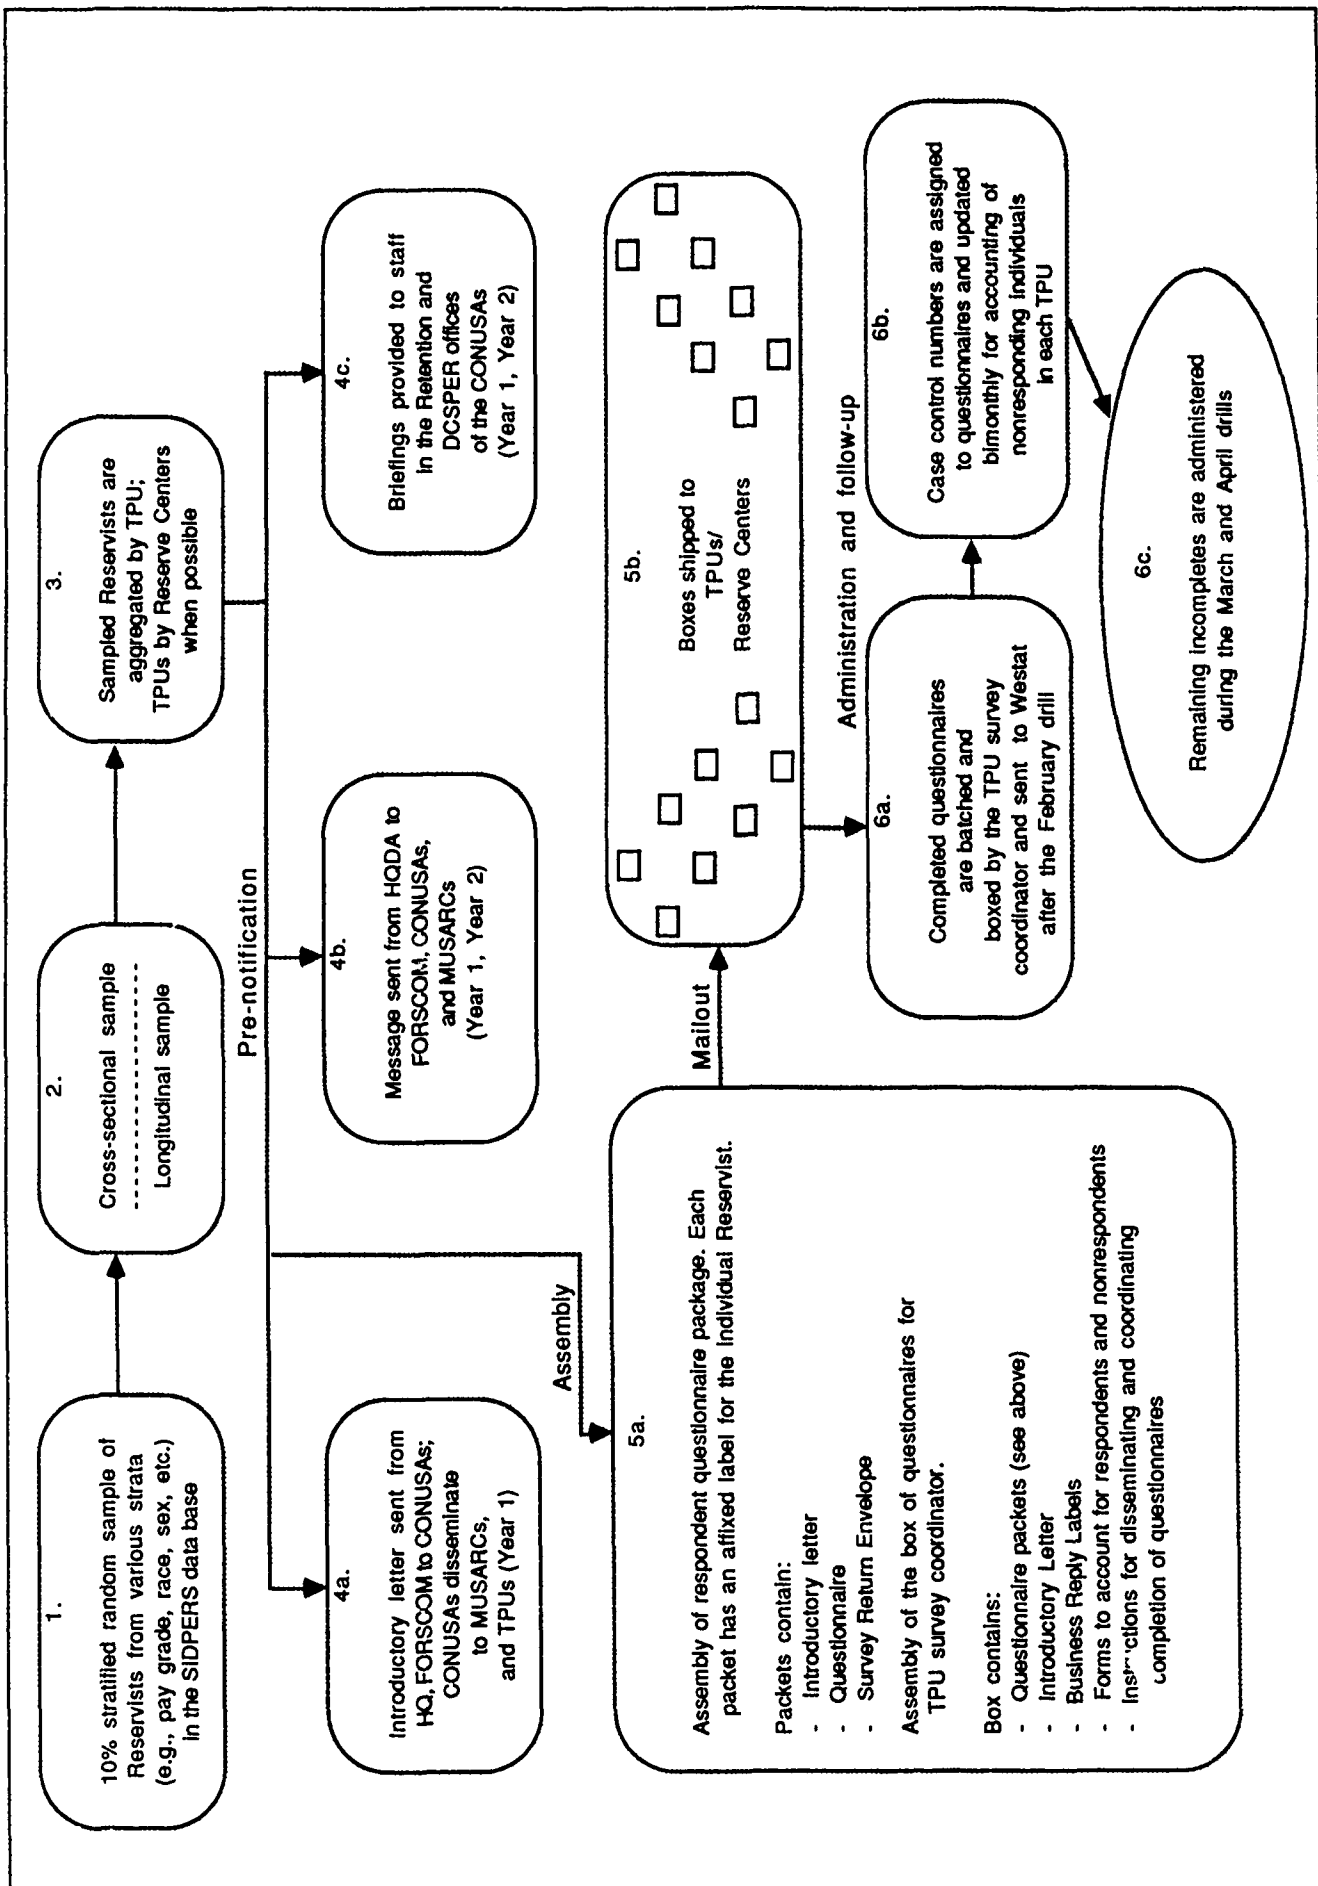 1.
10% stratified random sample of
Reservists from various strata
(e.g., pay grade, race, sex, etc.)
in the SIDPERS data base
2.
Cross-sectional sample
Longitudinal sample
3.
Sampled Reservists are
aggregated by TPU;
TPUs by Reserve Centers
when possible
Pre-notification
4a.
Introductory letter sent from
HQ, FORSCOM to CONUSAs;
CONUSAs disseminate
to MUSARCs,
and TPUs (Year 1)
4b.
Message sent from HQDA to
FORSCOM, CONUSAs,
and MUSARCs
(Year 1, Year 2)
4c.
Briefings provided to staff
in the Retention and
DCSPER offices
of the CONUSAs
(Year 1, Year 2)
Assembly
5a.
Assembly of respondent questionnaire package. Each
packet has an affixed label for the individual Reservist.
Packets contain:
- Introductory letter
- Questionnaire
- Survey Return Envelope
Assembly of the box of questionnaires for
TPU survey coordinator.
Box contains:
- Questionnaire packets (see above)
- Introductory Letter
- Business Reply Labels
- Forms to account for respondents and nonrespondents
- Instructions for disseminating and coordinating
completion of questionnaires
Mailout
5b.
Boxes shipped to
TPUs/
Reserve Centers
Administration and follow-up
6a.
Completed questionnaires
are batched and
boxed by the TPU survey
coordinator and sent to Westat
after the February drill
6b.
Case control numbers are assigned
to questionnaires and updated
bimonthly for accounting of
nonresponding individuals
in each TPU
6c.
Remaining incompletes are administered
during the March and April drills